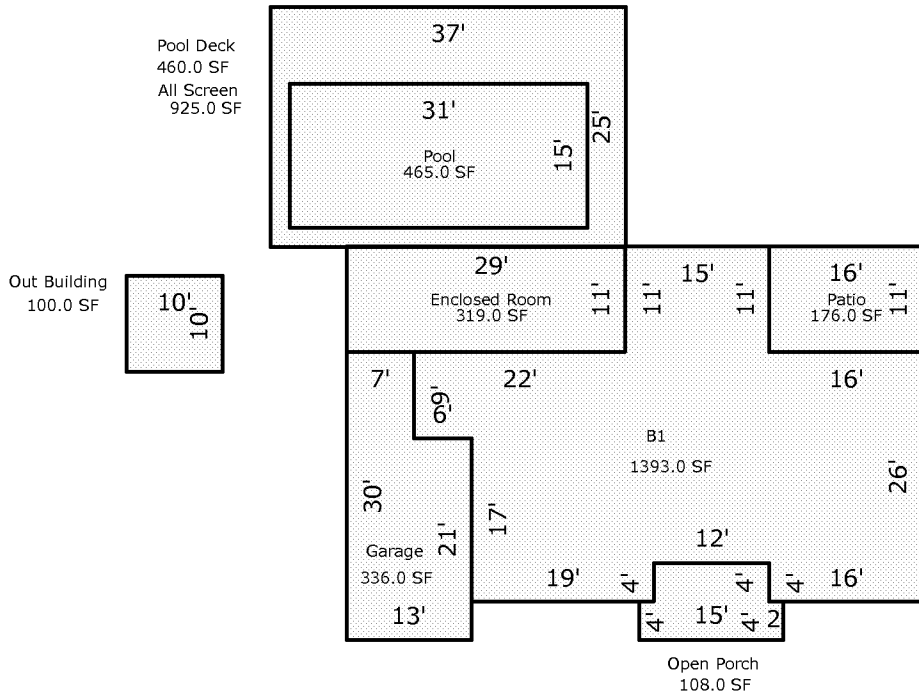 37'
Pool Deck
460.0 SF
All Screen
925.0 SF
31'
25'
15'
Pool
465.0 SF
29'
15'
16'
Out Building
100.0 SF
10'
10'
Enclosed Room
319.0 SF
11'
11'
11'
Patio
176.0 SF
11'
7'
22'
16'
9'
6'
B1
1393.0 SF
26'
30'
17'
21'
12'
Garage
336.0 SF
19'
4'
4'
4'
16'
13'
4'
15'
4'
2
Open Porch
108.0 SF